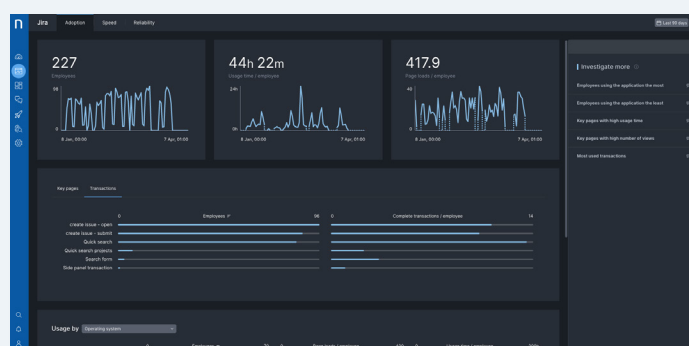 n Jira Adoption Speed Reliability Last 90 days
227
Employees
98
0
8 Jan, 00:00 7 Apr, 01:00
44h 22m
Usage time / employee
24h
0h
8 Jan, 00:00 7 Apr, 01:00
417.9
Page loads / employee
40
0
8 Jan, 00:00 7 Apr, 01:00
Investigate more
Employees using the application the most
Employees using the application the least
Key pages with high usage time
Key pages with high number of views
Most used transactions
Key pages Transactions
0 Employees 98 0 Complete transactions / employee 14
create issue - open
create issue - submit
Quick search
Quick search projects
Search form
Side panel transaction
Usage by Operating system